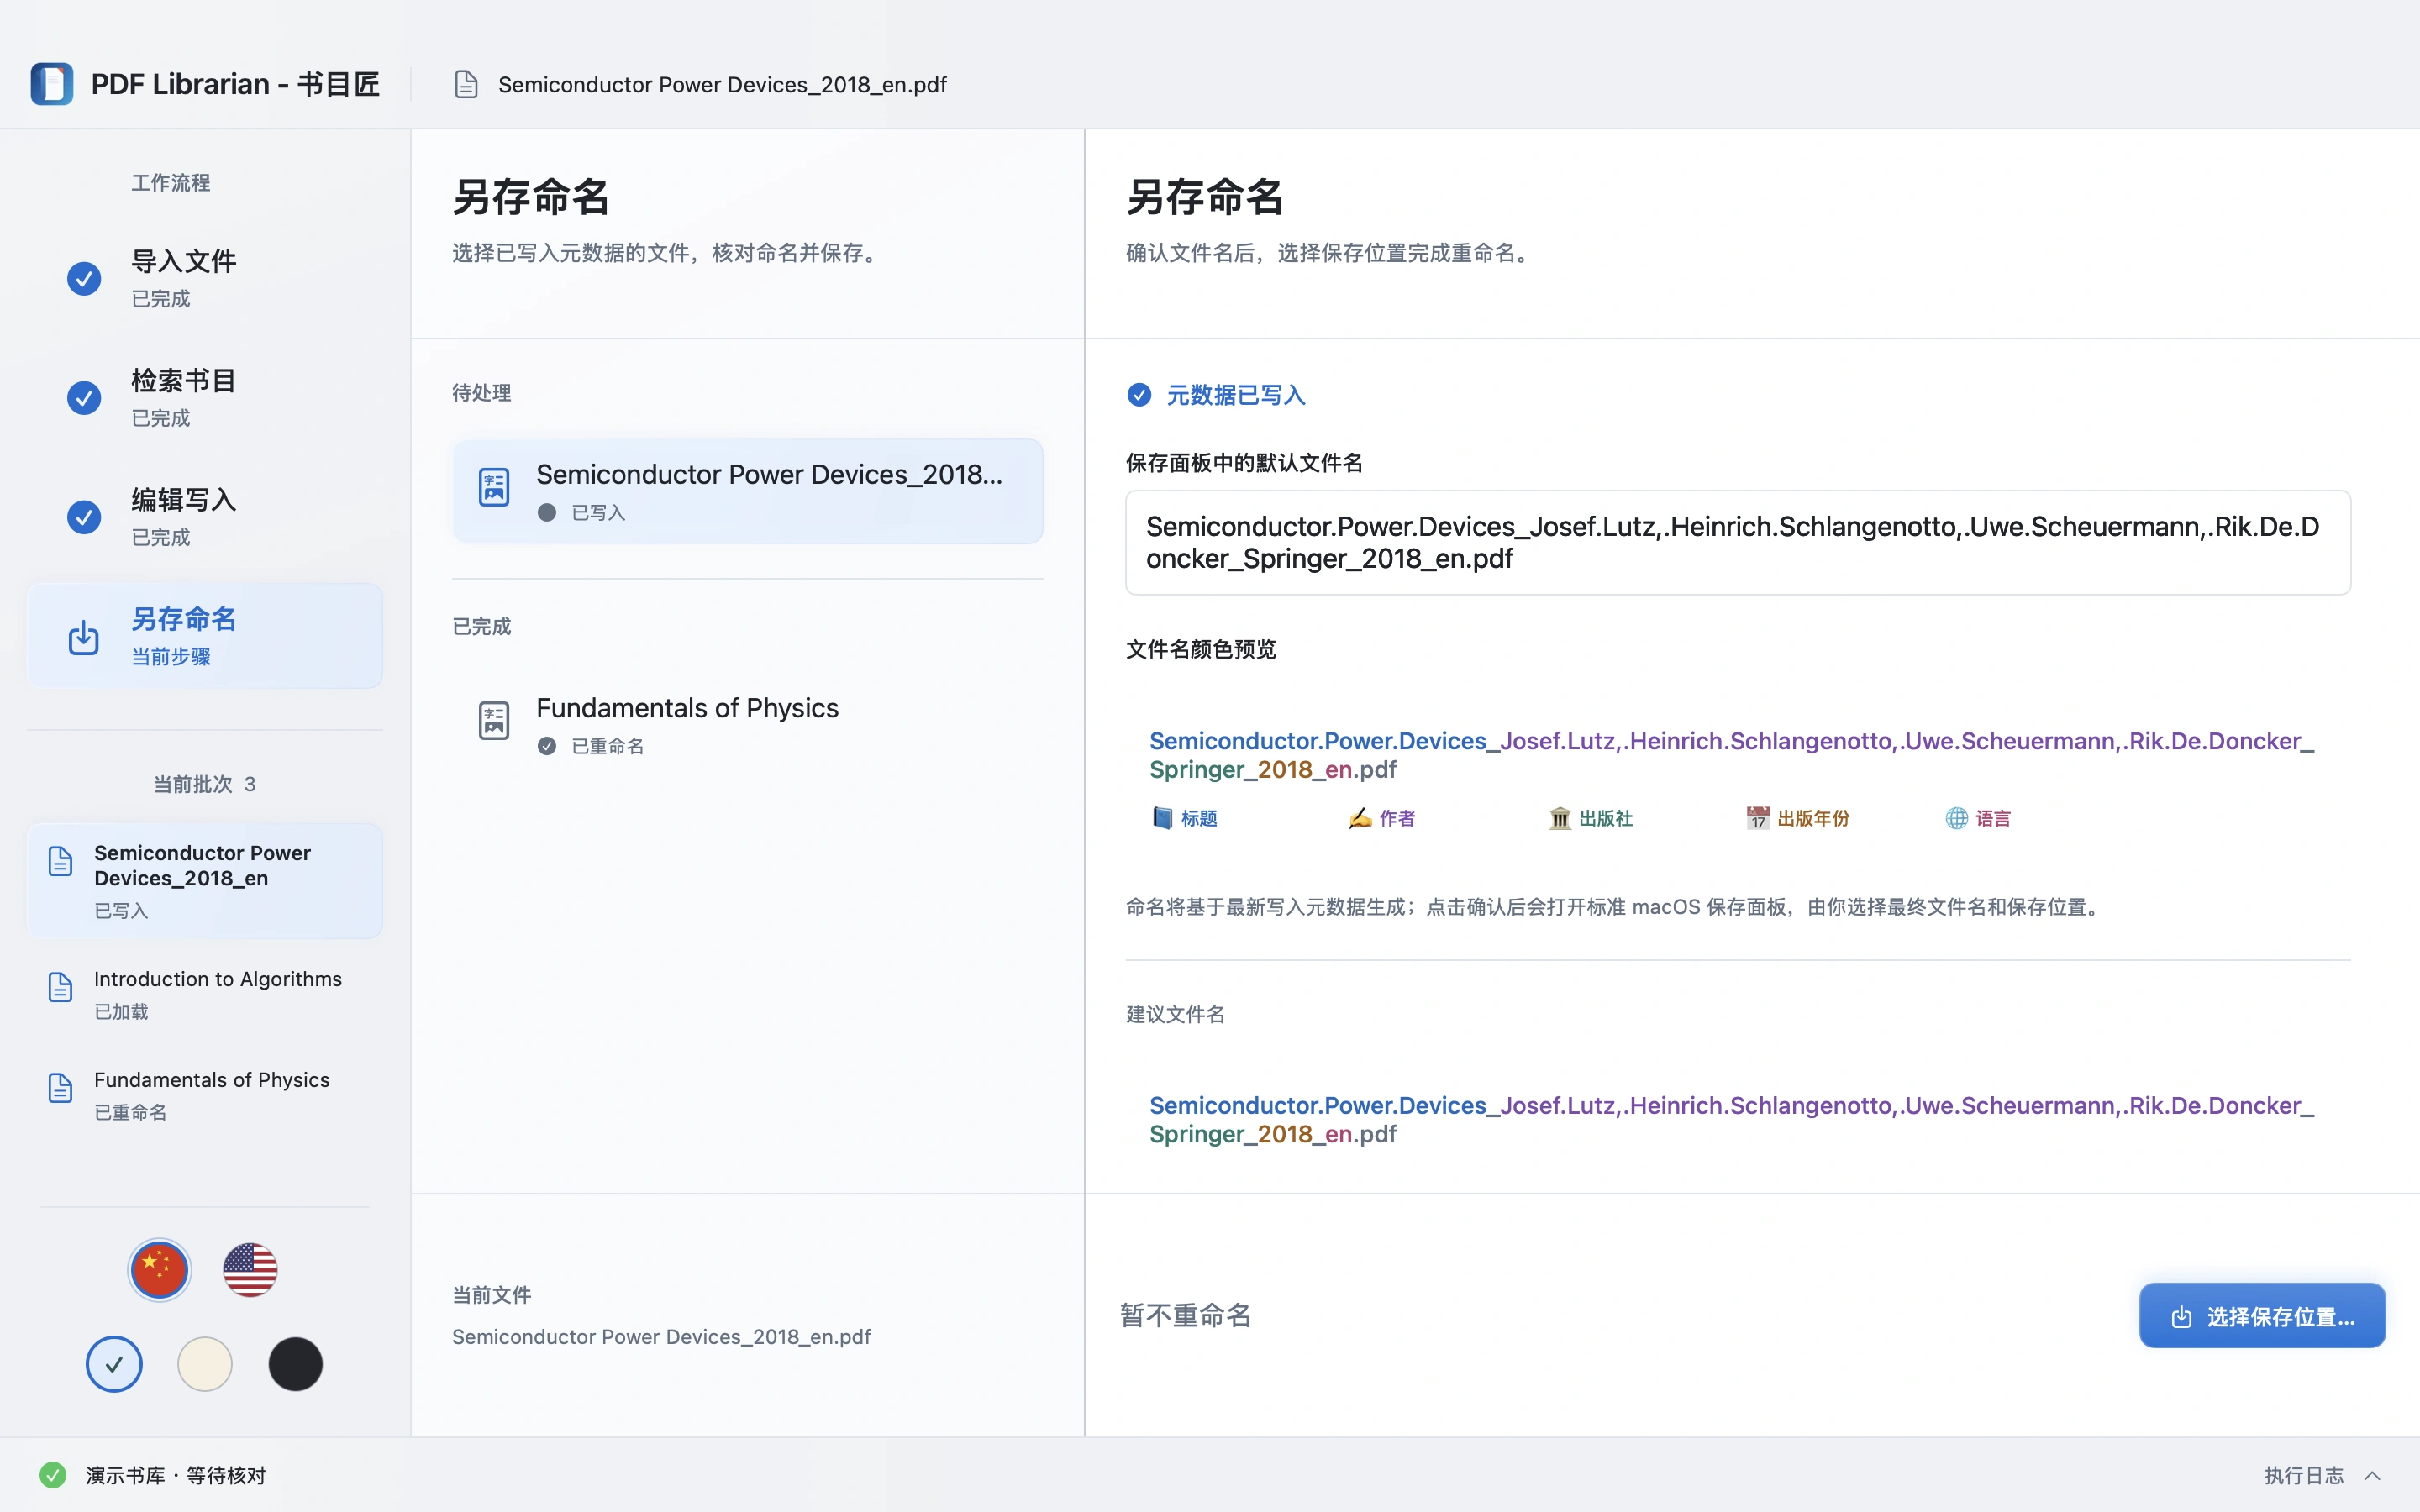 PDF Librarian - 书目匠
Semiconductor Power Devices_2018_en.pdf
工作流程
导入文件
已完成
检索书目
已完成
编辑写入
已完成
另存命名
当前步骤
当前批次 3
Semiconductor Power
Devices_2018_en
已写入
Introduction to Algorithms
已加载
Fundamentals of Physics
已重命名
另存命名
选择已写入元数据的文件，核对命名并保存。
待处理
Semiconductor Power Devices_2018...
已写入
已完成
Fundamentals of Physics
已重命名
当前文件
Semiconductor Power Devices_2018_en.pdf
另存命名
确认文件名后，选择保存位置完成重命名。
元数据已写入
保存面板中的默认文件名
Semiconductor.Power.Devices_Josef.Lutz,.Heinrich.Schlangenotto,.Uwe.Scheuermann,.Rik.De.D
oncker_Springer_2018_en.pdf
文件名颜色预览
Semiconductor.Power.Devices_Josef.Lutz,.Heinrich.Schlangenotto,.Uwe.Scheuermann,.Rik.De.Doncker_
Springer_2018_en.pdf
标题 作者 出版社 17 出版年份 语言
命名将基于最新写入元数据生成；点击确认后会打开标准 macOS 保存面板，由你选择最终文件名和保存位置。
建议文件名
Semiconductor.Power.Devices_Josef.Lutz,.Heinrich.Schlangenotto,.Uwe.Scheuermann,.Rik.De.Doncker_
Springer_2018_en.pdf
暂不重命名
选择保存位置...
演示书库 · 等待核对
执行日志